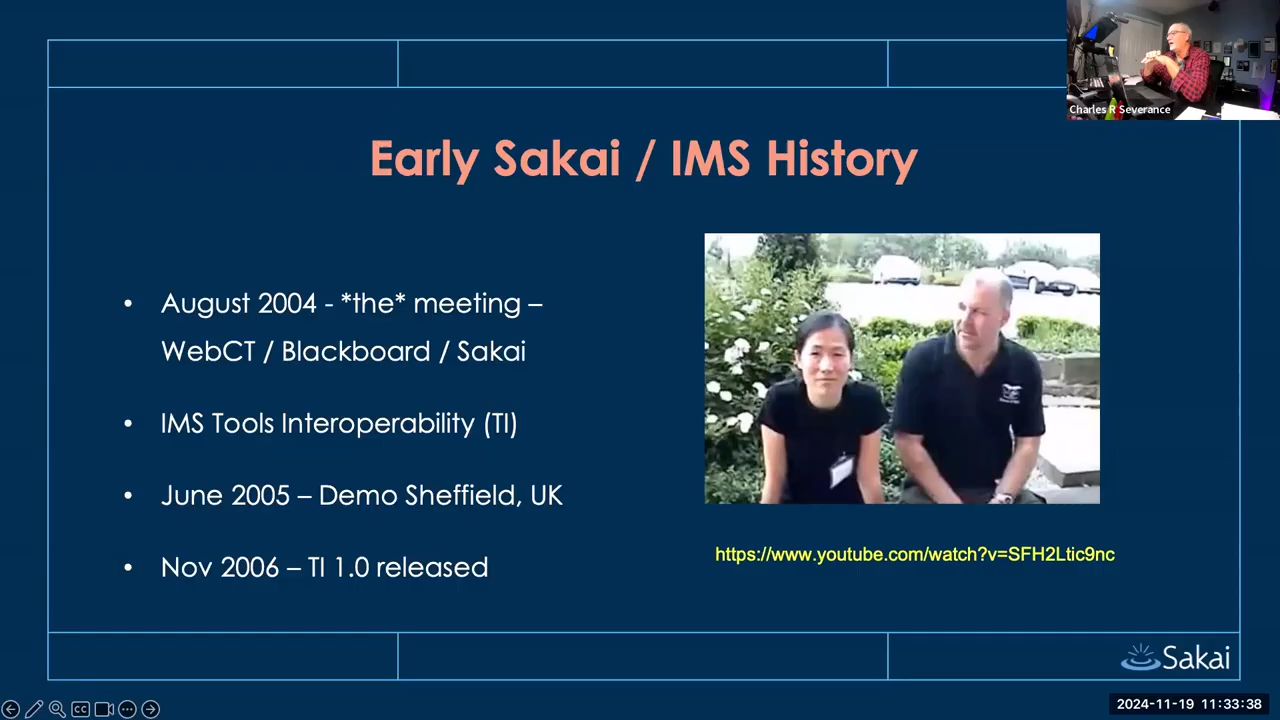 Charles R Severance
Early Sakai / IMS History
• August 2004 - *the* meeting –
WebCT / Blackboard / Sakai
• IMS Tools Interoperability (TI)
• June 2005 – Demo Sheffield, UK
• Nov 2006 – TI 1.0 released
https://www.youtube.com/watch?v=SFH2Ltic9nc
Sakai
CC
2024-11-19 11:33:38